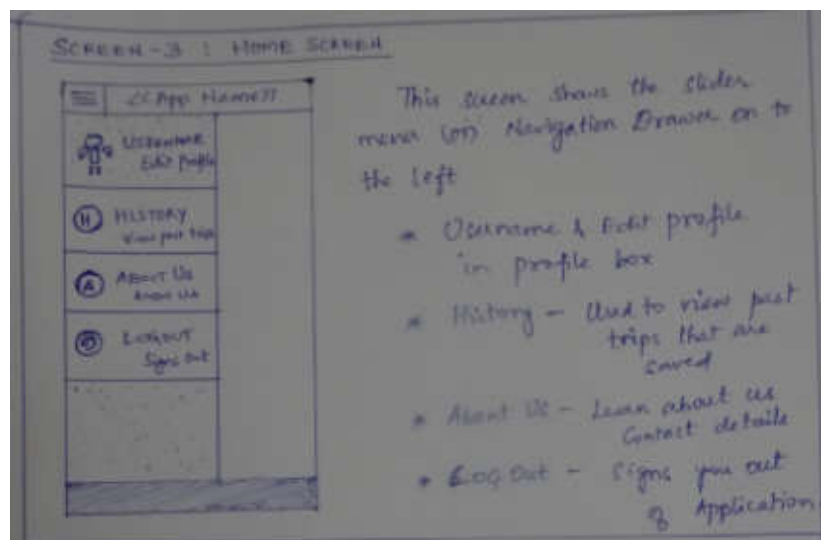 SCREEN-3 : HOME SCREEN
<<App Name>>
USERNAME
Edit Profile
H HISTORY
View past trips
A ABOUT US
LOGOUT
Signs Out
This screen shows the slider
menu (or) Navigation Drawer on to
the left
* Username & Edit profile
in profile box
* History - Used to view past
trips that are
saved
* About Us - Learn about us
Contact details
* Log Out - Signs you out
of Application